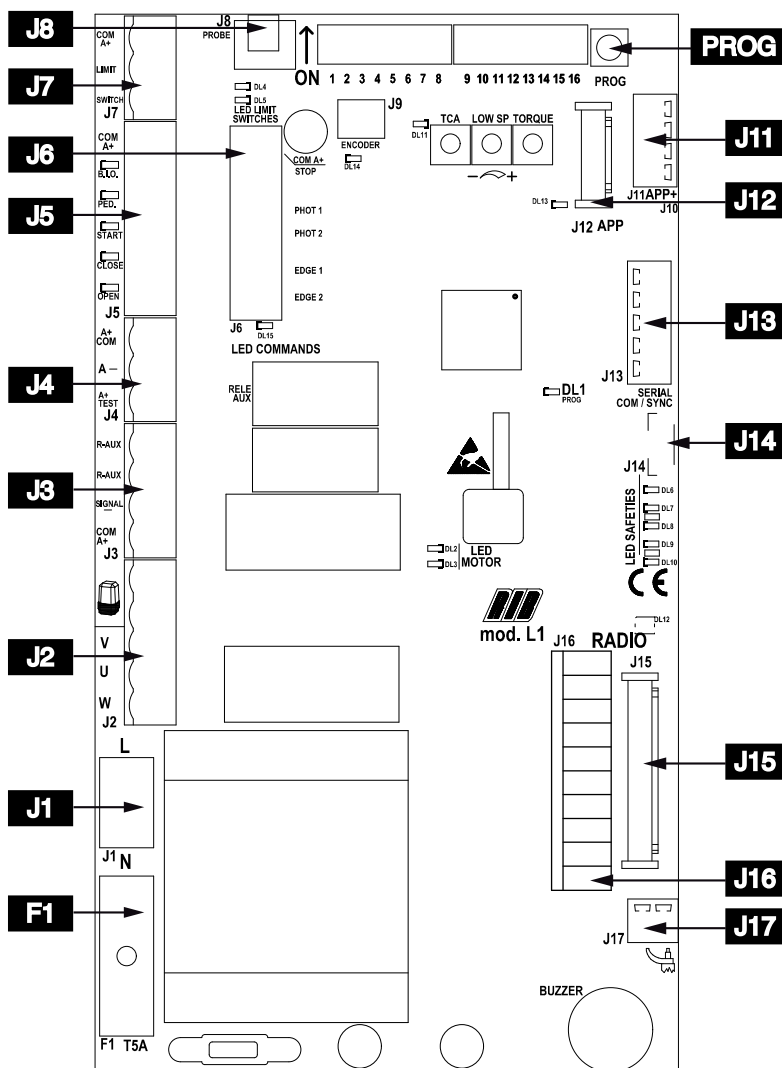 J8
J7
J6
J5
J4
J3
J2
J1
F1
PROG
J11
J12
J13
J14
J15
J16
J17
COM
A+
LIMIT
SWITCH
J7
COM
A+
B.I.O.
PED.
START
CLOSE
OPEN
J5
A+
COM
A −
A+
TEST
J4
R-AUX
R-AUX
SIGNAL
COM
A+
J3
V
U
W
J2
L
J1
N
F1 T5A
J8
PROBE
ON
1 2 3 4 5 6 7 8 9 10 11 12 13 14 15 16
PROG
DL4
DL5
LED LIMIT
SWITCHES
COM A+
STOP
J9
ENCODER
DL14
PHOT 1
PHOT 2
EDGE 1
EDGE 2
J6
DL15
LED COMMANDS
DL11
TCA LOW SP TORQUE
− +
DL13
J12 APP
J11 APP+
J10
RELE
AUX
DL1
PROG
J13
SERIAL
COM / SYNC
J14
LED SAFETIES
DL6
DL7
DL8
DL9
DL10
CE
DL2
DL3
LED
MOTOR
mod. L1
DL12
J16 RADIO
J15
J17
BUZZER